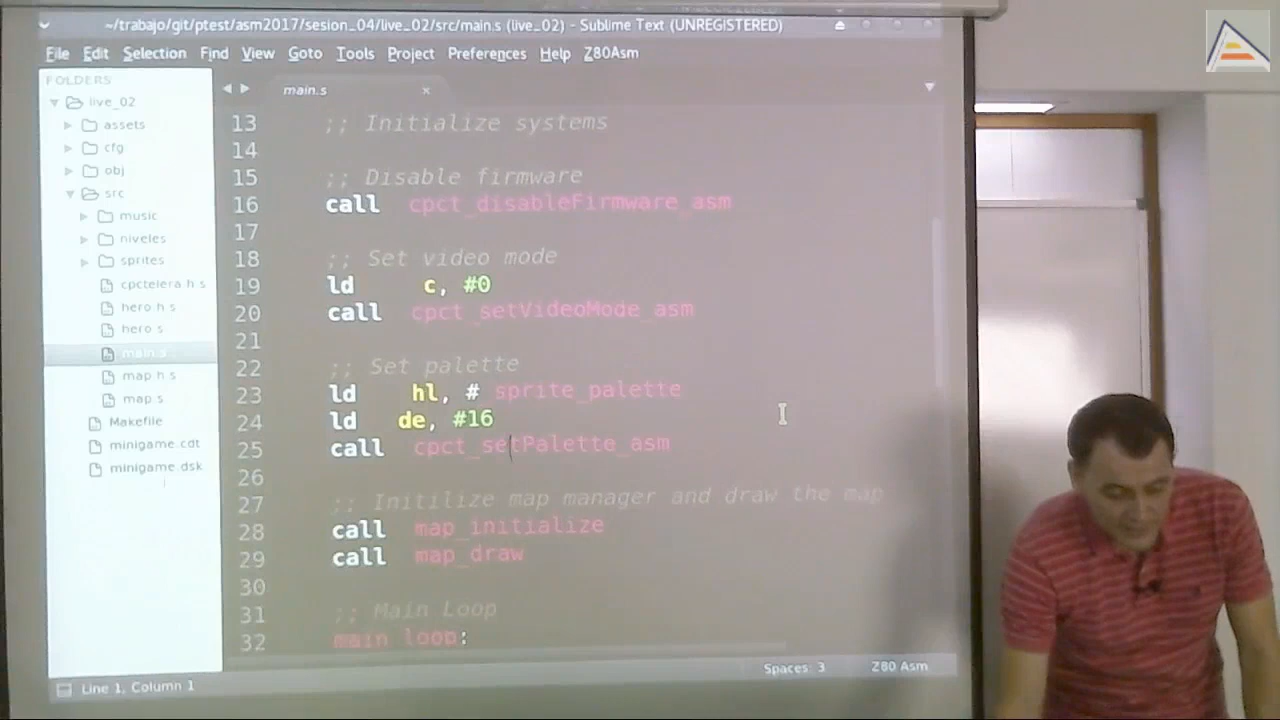 ~/trabajo/git/ptest/asm2017/sesion_04/live_02/src/main.s (live_02) - Sublime Text (UNREGISTERED)
File Edit Selection Find View Goto Tools Project Preferences Help Z80Asm
FOLDERS
live_02
assets
cfg
obj
src
music
niveles
sprites
cpctelera.h.s
hero.h.s
hero.s
main.s
map.h.s
map.s
Makefile
minigame.cdt
minigame.dsk
main.s ×
13 ;; Initialize systems
14
15 ;; Disable firmware
16 call cpct_disableFirmware_asm
17
18 ;; Set video mode
19 ld c, #0
20 call cpct_setVideoMode_asm
21
22 ;; Set palette
23 ld hl, #_sprite_palette
24 ld de, #16
25 call cpct_setPalette_asm
26
27 ;; Initilize map manager and draw the map
28 call map_initialize
29 call map_draw
30
31 ;; Main Loop
32 main_loop:
Line 1, Column 1
Spaces: 3
Z80 Asm